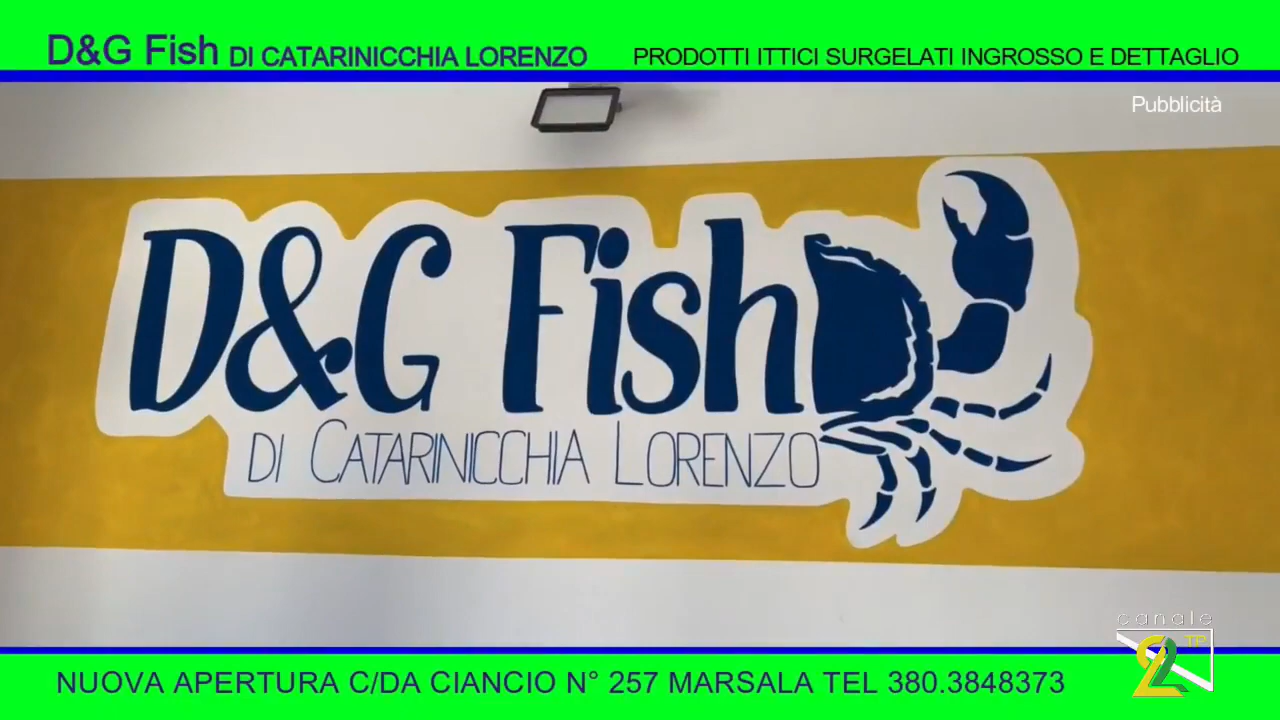 D&G Fish DI CATARINICCHIA LORENZO PRODOTTI ITTICI SURGELATI INGROSSO E DETTAGLIO
Pubblicità
D&G Fish
DI CATARINICCHIA LORENZO
canale
TP
2
NUOVA APERTURA C/DA CIANCIO N° 257 MARSALA TEL 380.3848373